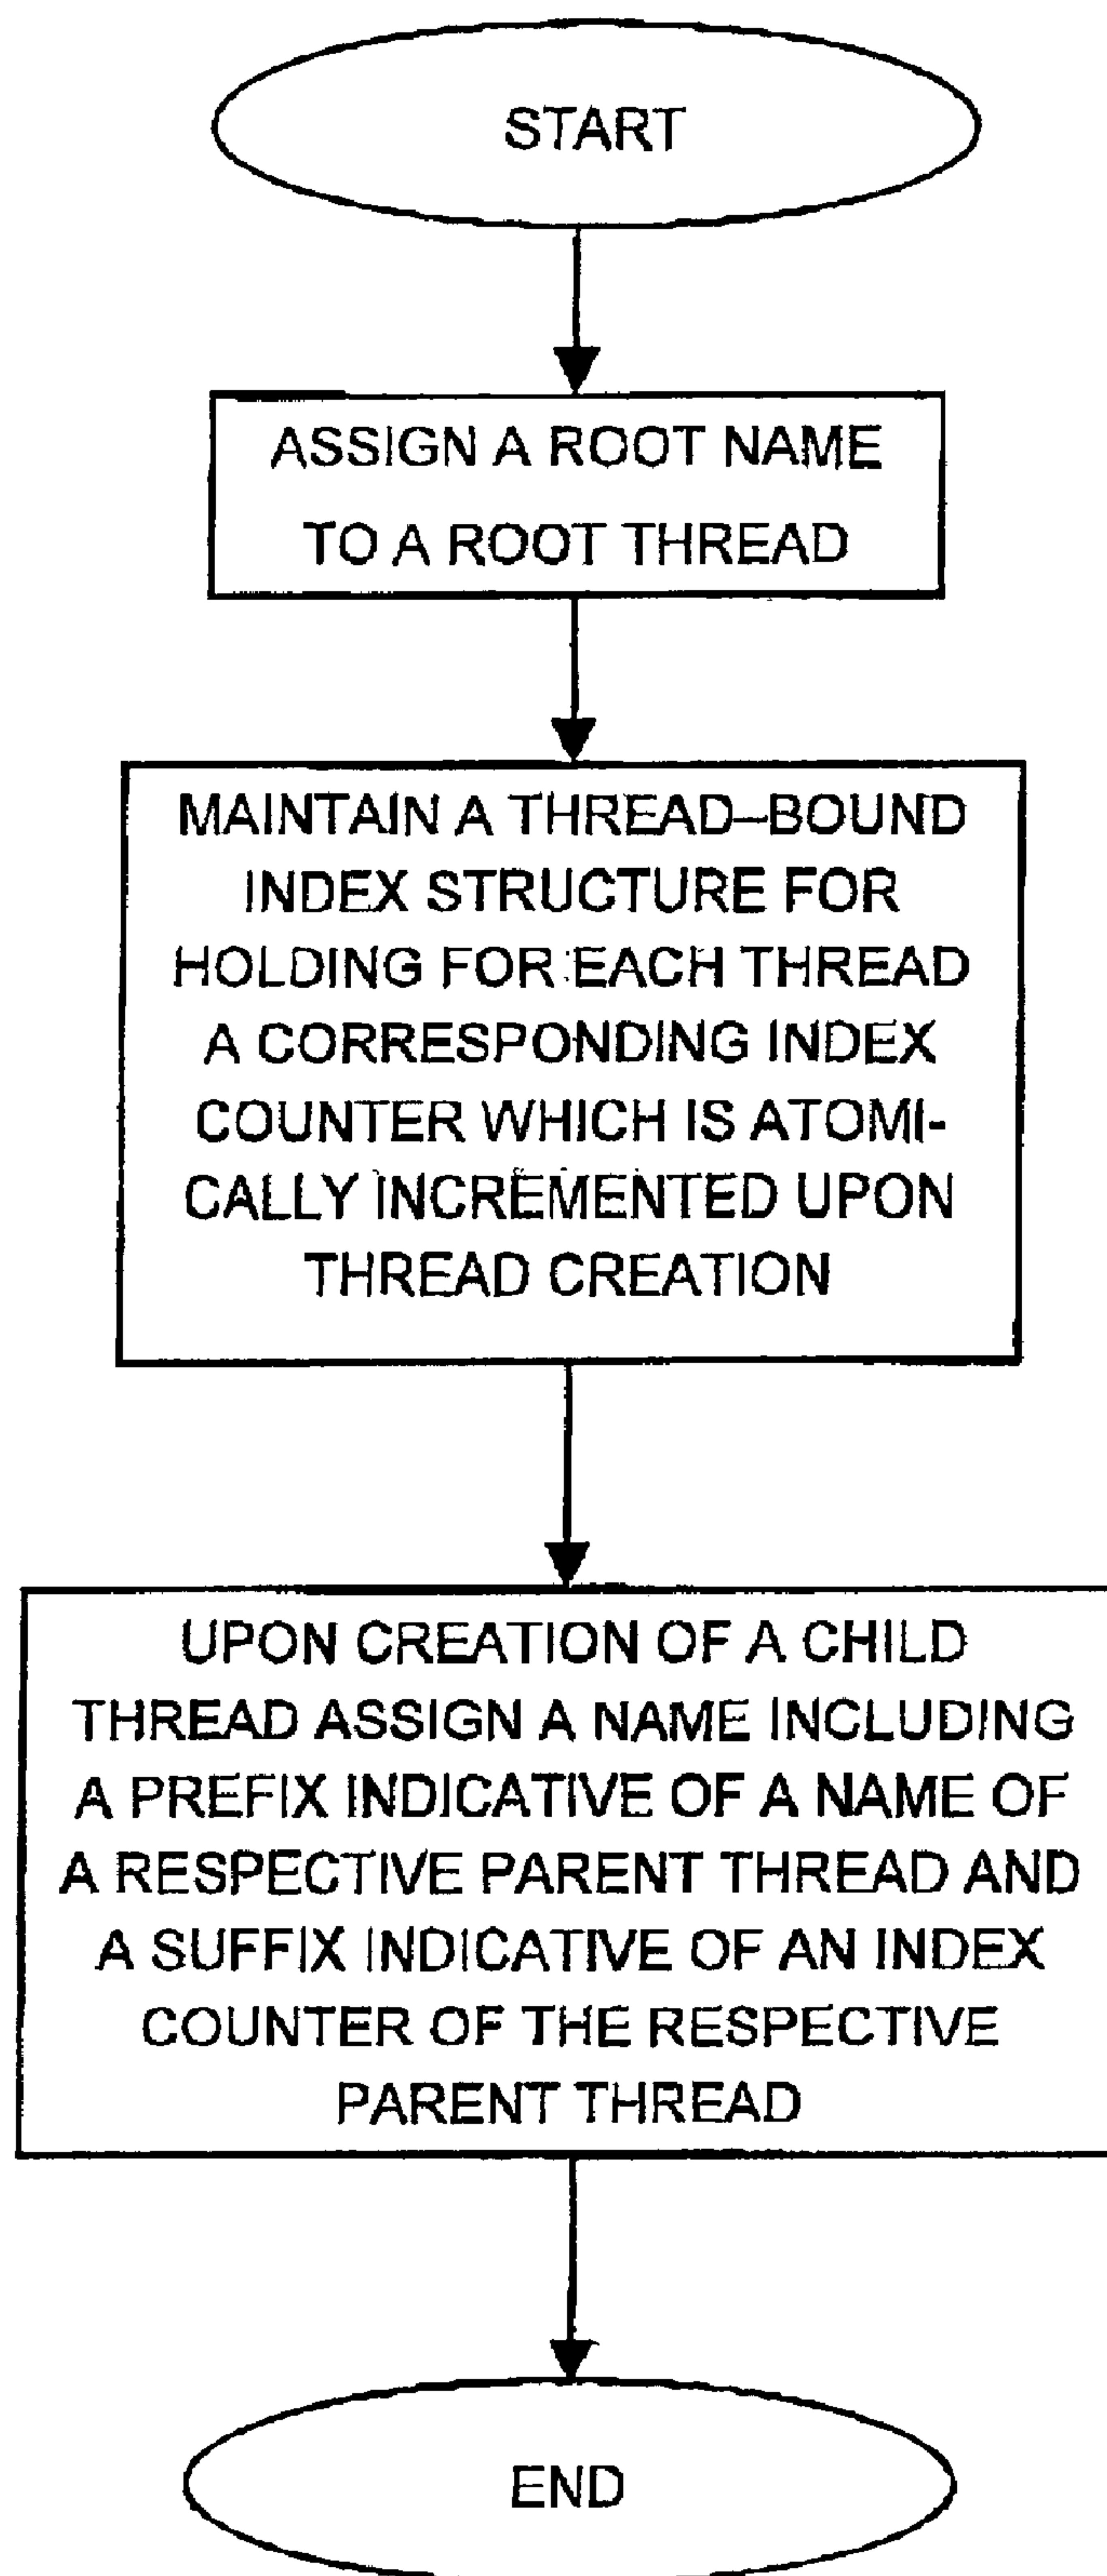 START
ASSIGN A ROOT NAME
TO A ROOT THREAD
MAINTAIN A THREAD–BOUND
INDEX STRUCTURE FOR
HOLDING FOR EACH THREAD
A CORRESPONDING INDEX
COUNTER WHICH IS ATOMI-
CALLY INCREMENTED UPON
THREAD CREATION
UPON CREATION OF A CHILD
THREAD ASSIGN A NAME INCLUDING
A PREFIX INDICATIVE OF A NAME OF
A RESPECTIVE PARENT THREAD AND
A SUFFIX INDICATIVE OF AN INDEX
COUNTER OF THE RESPECTIVE
PARENT THREAD
END